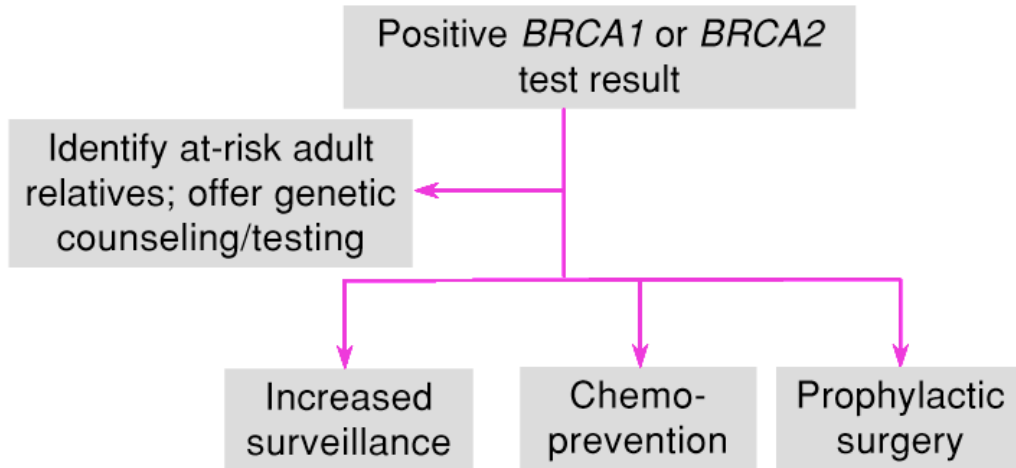 Positive BRCA1 or BRCA2
test result
Identify at-risk adult
relatives; offer genetic
counseling/testing
Increased
surveillance
Chemo-
prevention
Prophylactic
surgery